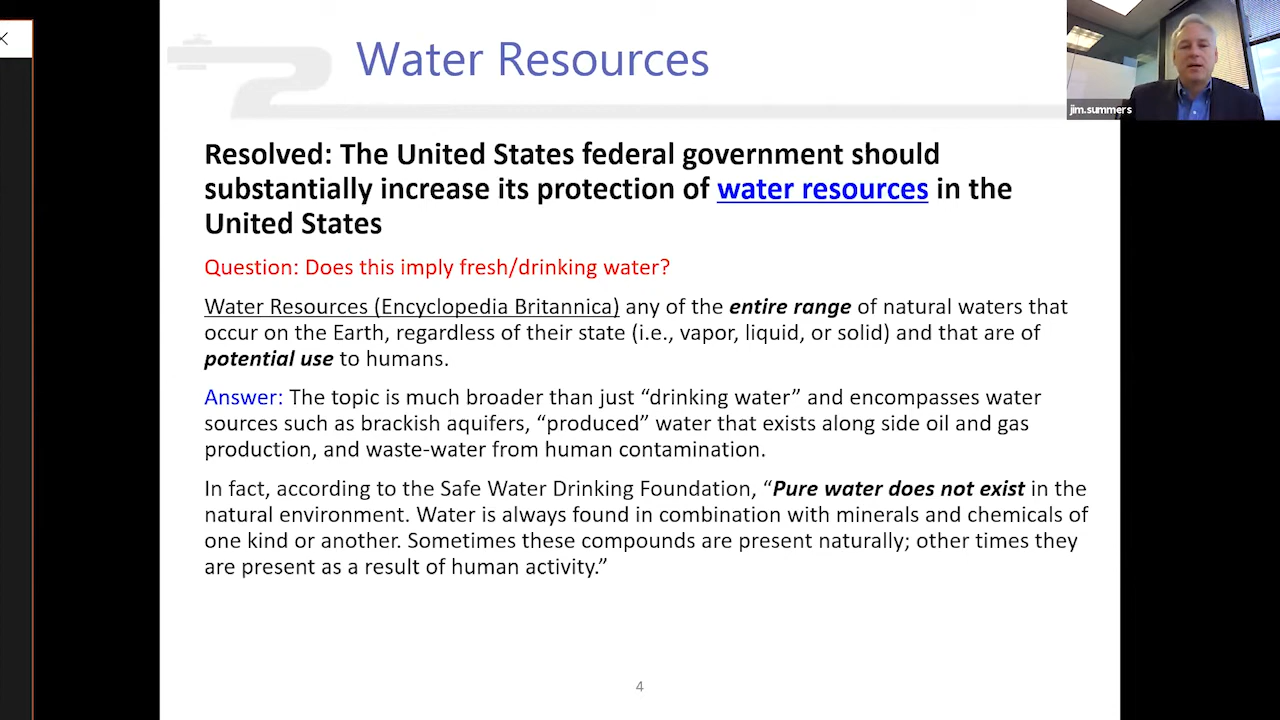 Water Resources
jim.summers
Resolved: The United States federal government should
substantially increase its protection of water resources in the
United States
Question: Does this imply fresh/drinking water?
Water Resources (Encyclopedia Britannica) any of the entire range of natural waters that
occur on the Earth, regardless of their state (i.e., vapor, liquid, or solid) and that are of
potential use to humans.
Answer: The topic is much broader than just “drinking water” and encompasses water
sources such as brackish aquifers, “produced” water that exists along side oil and gas
production, and waste-water from human contamination.
In fact, according to the Safe Water Drinking Foundation, “Pure water does not exist in the
natural environment. Water is always found in combination with minerals and chemicals of
one kind or another. Sometimes these compounds are present naturally; other times they
are present as a result of human activity.”
4